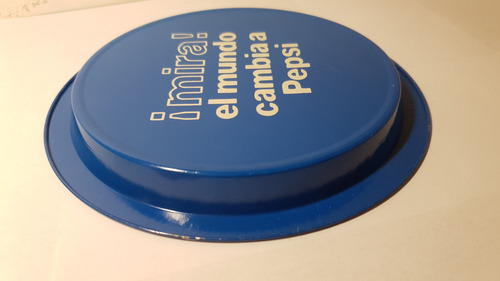 ¡mira!
el mundo
cambia a
Pepsi